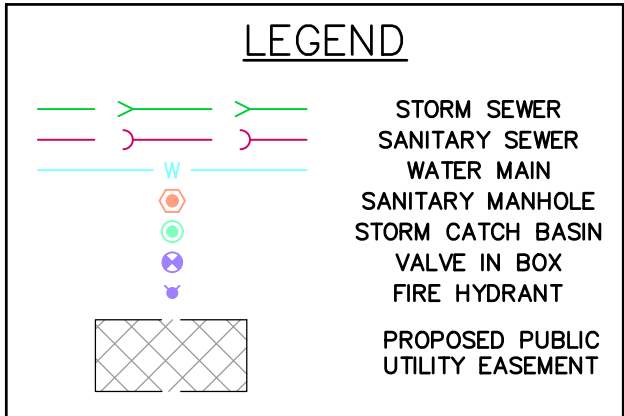 LEGEND
STORM SEWER
SANITARY SEWER
W WATER MAIN
SANITARY MANHOLE
STORM CATCH BASIN
VALVE IN BOX
FIRE HYDRANT
PROPOSED PUBLIC
UTILITY EASEMENT